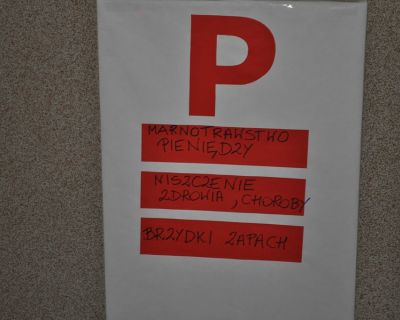 P
MARNOTRAWSTWO
PIENIĘDZY
NISZCZENIE
ZDROWIA, CHOROBY
BRZYDKI ZAPACH